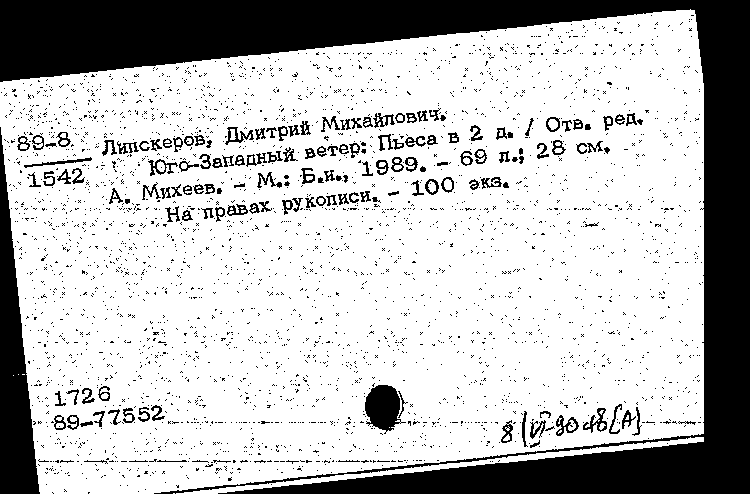 89-8
1542
Липскеров, Дмитрий Михайлович.
Юго-Западный ветер: Пьеса в 2 д. / Отв. ред.
А. Михеев. - М.: Б.и., 1989. - 69 л.; 28 см.
На правах рукописи. - 100 экз.
1726
89-77552